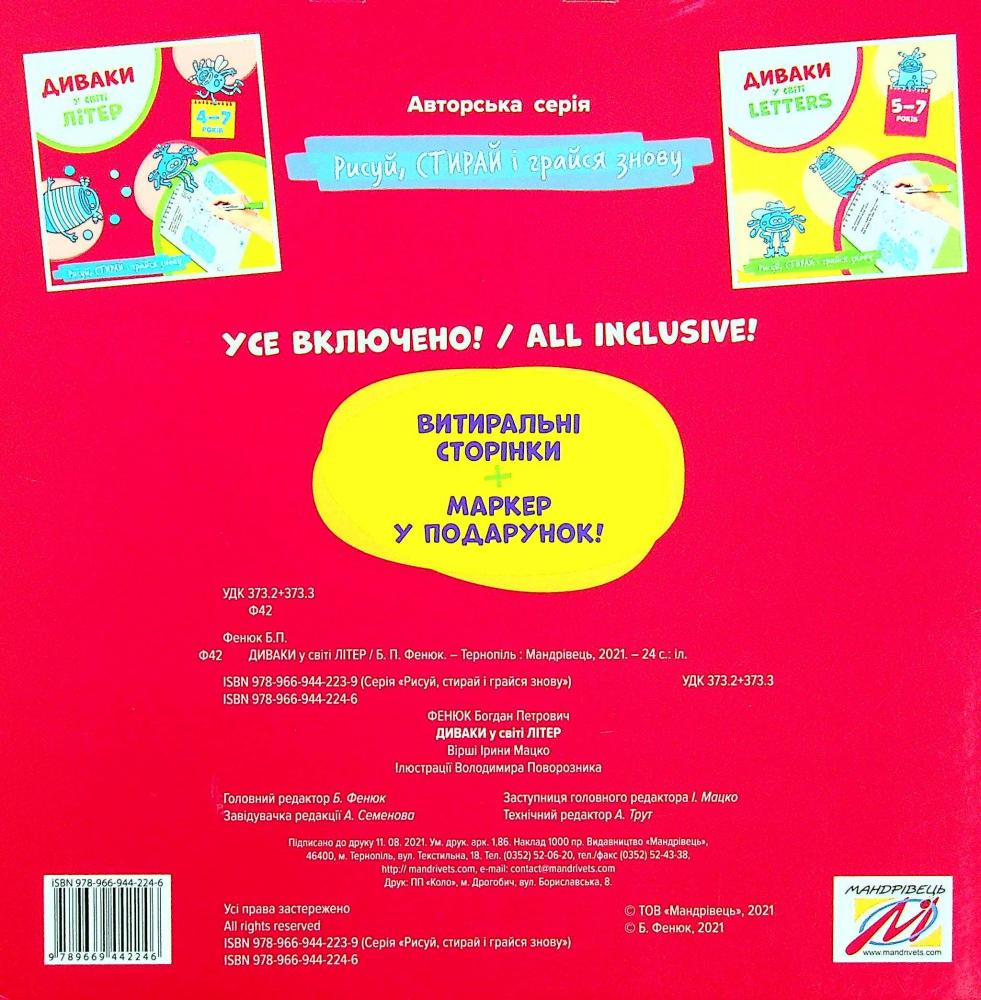 ДИВАКИ
У СВІТІ
ЛІТЕР
4–7
РОКІВ
Рисуй, СТИРАЙ і грайся знову
Авторська серія
Рисуй, СТИРАЙ і грайся знову
ДИВАКИ
У СВІТІ
LETTERS
5–7
РОКІВ
Рисуй, СТИРАЙ і грайся знову
УСЕ ВКЛЮЧЕНО! / ALL INCLUSIVE!
ВИТИРАЛЬНІ
СТОРІНКИ
+
МАРКЕР
У ПОДАРУНОК!
УДК 373.2+373.3
Ф42
Фенюк Б.П.
Ф42 ДИВАКИ у світі ЛІТЕР / Б. П. Фенюк. – Тернопіль : Мандрівець, 2021. – 24 с.: іл.
ISBN 978-966-944-223-9 (Серія «Рисуй, стирай і грайся знову») УДК 373.2+373.3
ISBN 978-966-944-224-6
ФЕНЮК Богдан Петрович
ДИВАКИ у світі ЛІТЕР
Вірші Ірини Мацко
Ілюстрації Володимира Поворозника
Головний редактор Б. Фенюк Заступниця головного редактора І. Мацко
Завідувачка редакції А. Семенова Технічний редактор А. Трут
Підписано до друку 11. 08. 2021. Ум. друк. арк. 1,86. Наклад 1000 пр. Видавництво «Мандрівець»,
46400, м. Тернопіль, вул. Текстильна, 18. Тел. (0352) 52-06-20, тел./факс (0352) 52-43-38,
http:// mandrivets.com, e-mail: contact@mandrivets.com
Друк: ПП «Коло», м. Дрогобич, вул. Бориславська, 8.
ISBN 978-966-944-224-6
9 789669 442246
Усі права застережено
All rights reserved
ISBN 978-966-944-223-9 (Серія «Рисуй, стирай і грайся знову»)
ISBN 978-966-944-224-6
© ТОВ «Мандрівець», 2021
© Б. Фенюк, 2021
МАНДРІВЕЦЬ
www.mandrivets.com